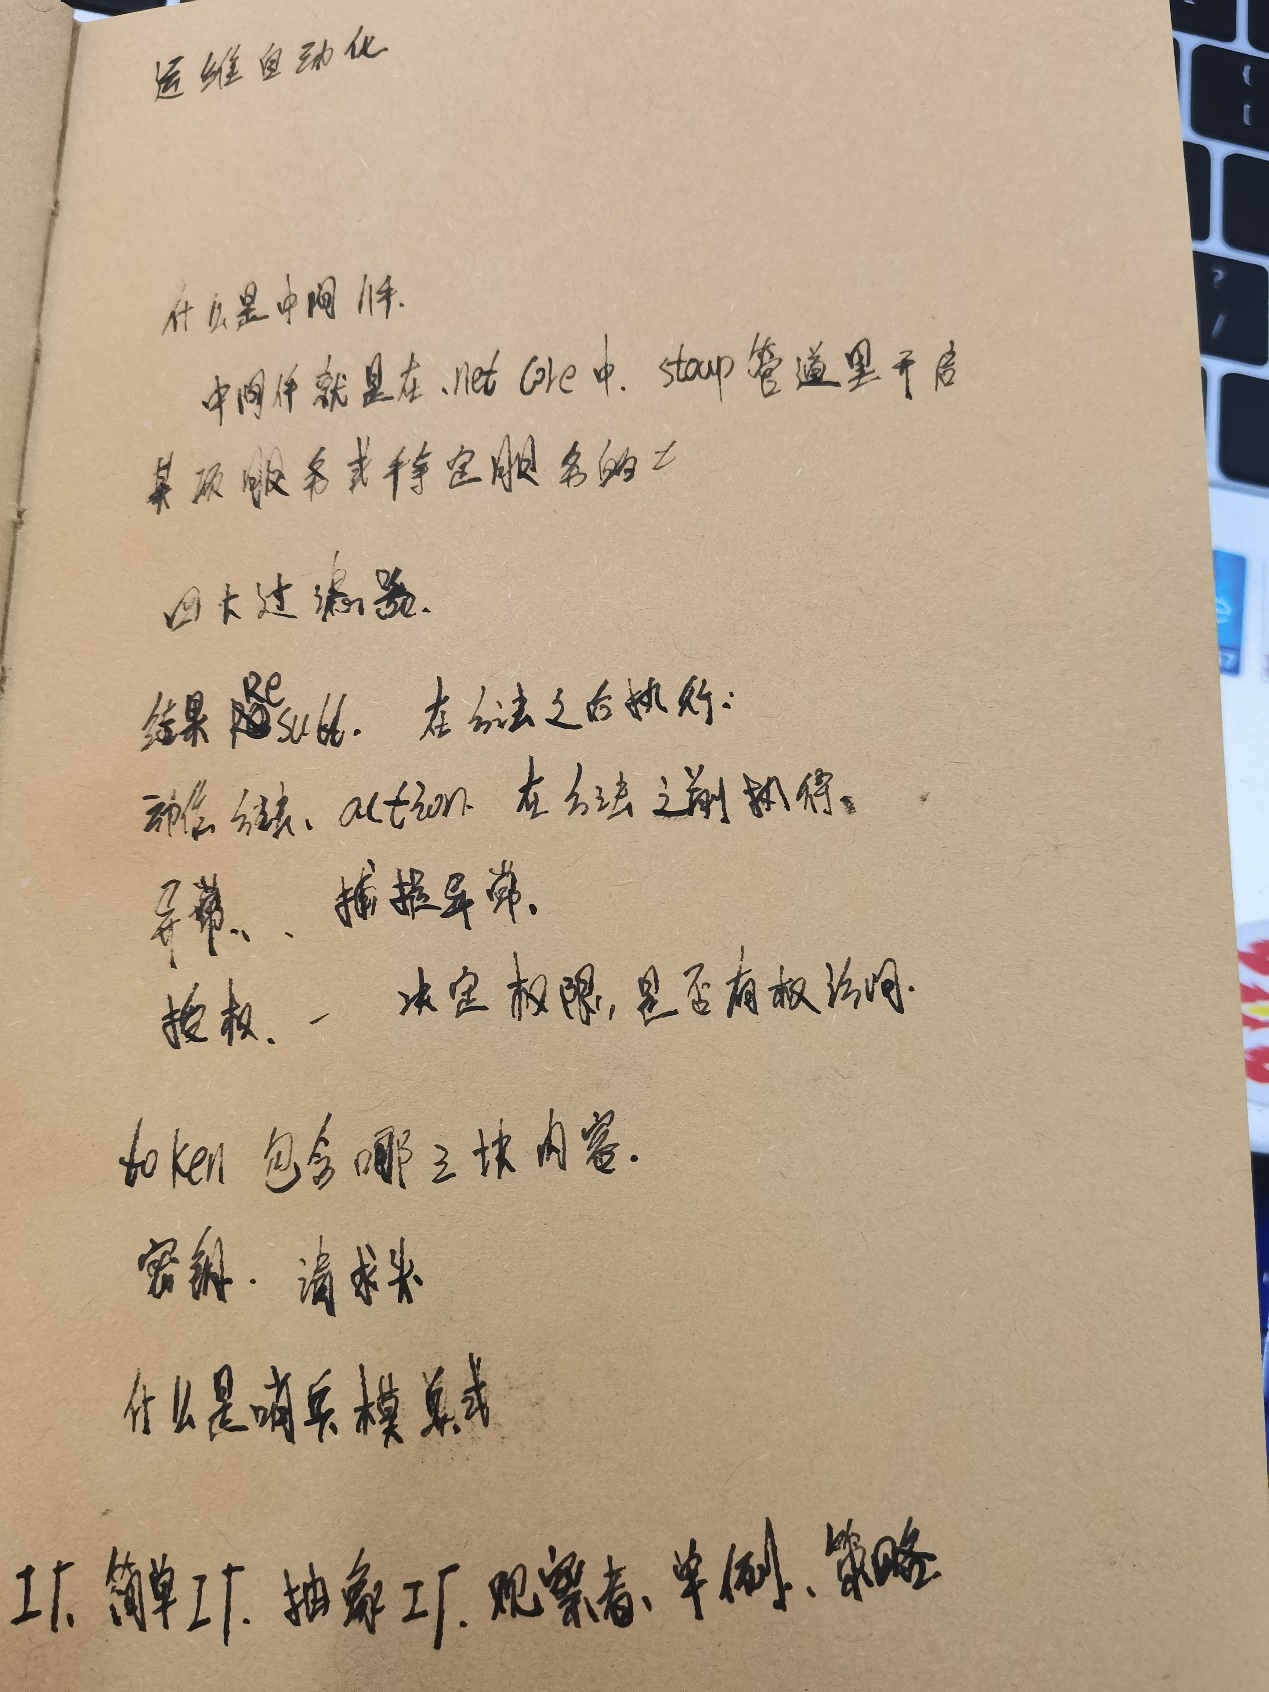 运维自动化
什么是中间件.
中间件就是在.net Core中. stoup管道里开启
某项服务或特定服务的
四大过滤器.
结果 Result. 在方法之后执行:
动作方法、action. 在方法之前执行.
异常、、捕捉异常.
授权. - 决定权限,是否有权访问.
token 包含哪三块内容.
密钥. 请求头
什么是哨兵模式
工厂、简单工厂、抽象工厂、观察者、单例、策略